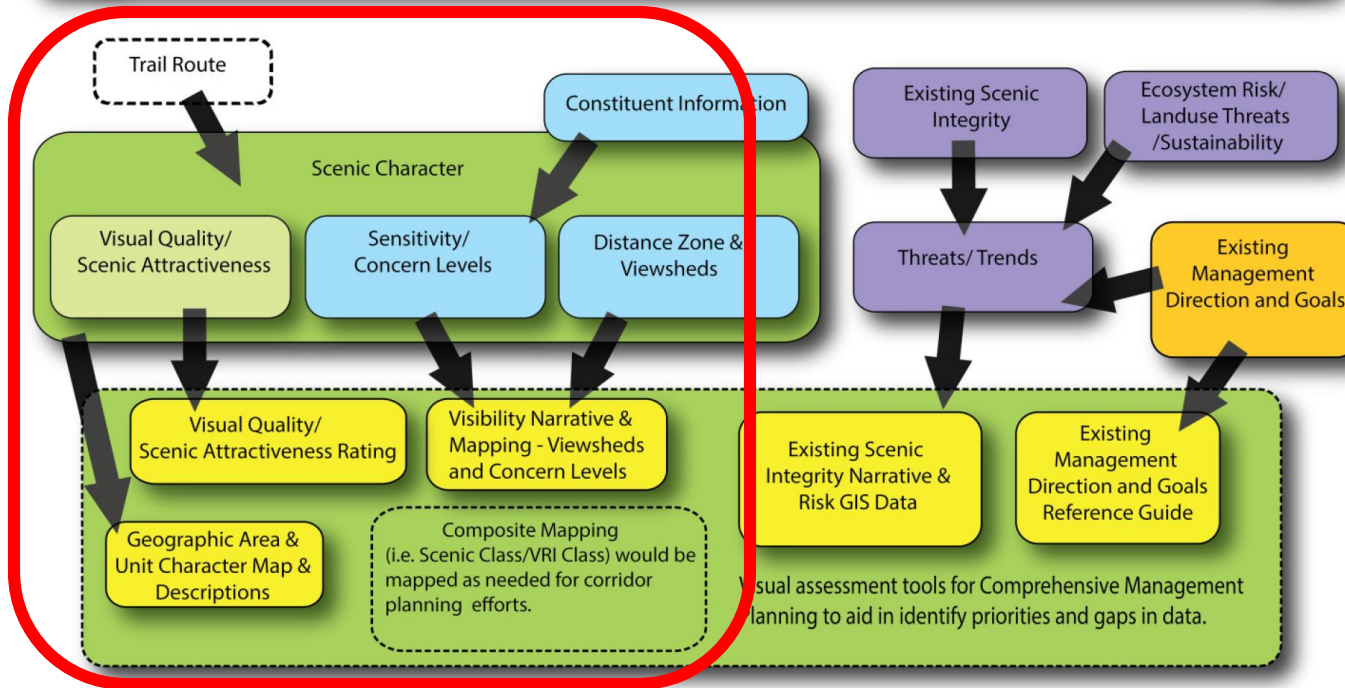 Trail Route
Constituent Information
Existing Scenic
Integrity
Ecosystem Risk/
Landuse Threats
/Sustainability
Scenic Character
Visual Quality/
Scenic Attractiveness
Sensitivity/
Concern Levels
Distance Zone &
Viewsheds
Threats/ Trends
Existing
Management
Direction and Goals
Visual Quality/
Scenic Attractiveness Rating
Visibility Narrative &
Mapping - Viewsheds
and Concern Levels
Existing Scenic
Integrity Narrative &
Risk GIS Data
Existing
Management
Direction and Goals
Reference Guide
Geographic Area &
Unit Character Map &
Descriptions
Composite Mapping
(i.e. Scenic Class/VRI Class) would be
mapped as needed for corridor
planning efforts.
Visual assessment tools for Comprehensive Management
Planning to aid in identify priorities and gaps in data.